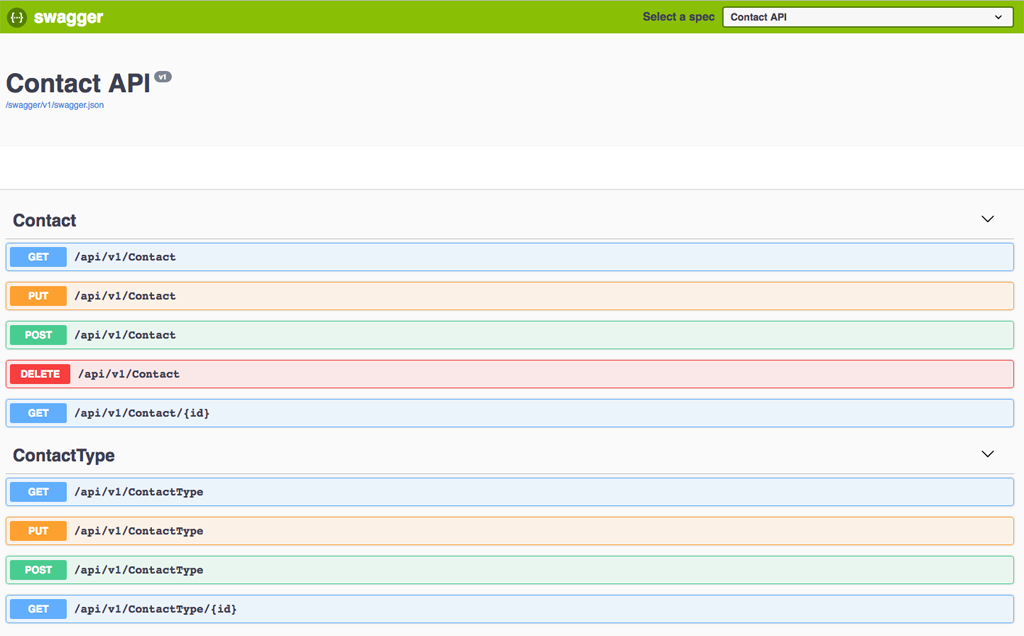 {···} swagger Select a spec Contact API
Contact API v1
/swagger/v1/swagger.json
Contact
GET /api/v1/Contact
PUT /api/v1/Contact
POST /api/v1/Contact
DELETE /api/v1/Contact
GET /api/v1/Contact/{id}
ContactType
GET /api/v1/ContactType
PUT /api/v1/ContactType
POST /api/v1/ContactType
GET /api/v1/ContactType/{id}